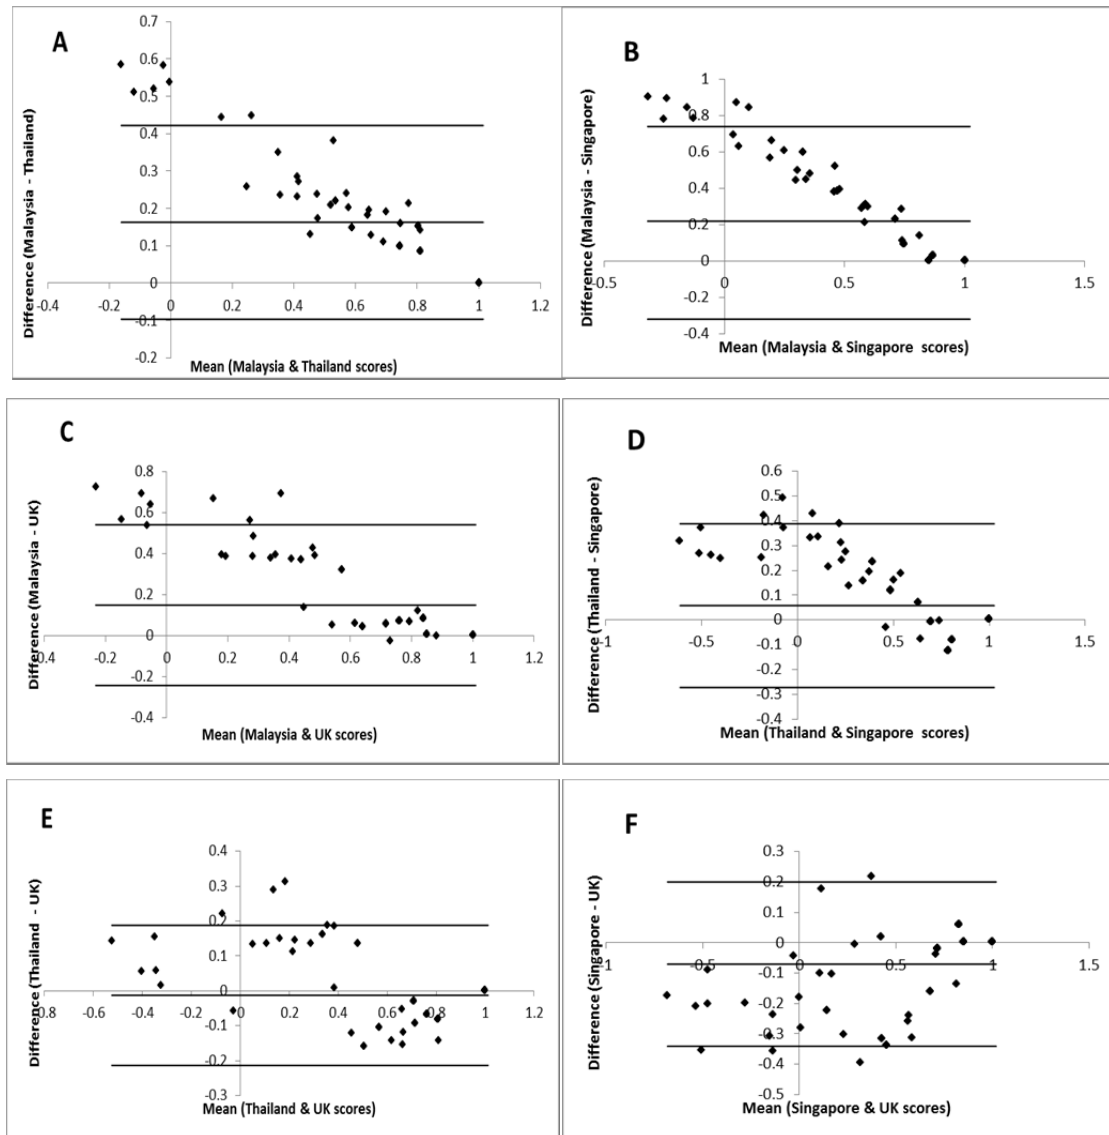 A
Difference (Malaysia - Thailand)
0.7
0.6
0.5
0.4
0.3
0.2
0.1
0
-0.1
-0.2
-0.4 -0.2 0 0.2 0.4 0.6 0.8 1 1.2
Mean (Malaysia & Thailand scores)
B
Difference (Malaysia - Singapore)
1
0.8
0.6
0.4
0.2
0
-0.2
-0.4
-0.5 0 0.5 1 1.5
Mean (Malaysia & Singapore scores)
C
Difference (Malaysia - UK)
0.8
0.6
0.4
0.2
0
-0.2
-0.4
-0.4 -0.2 0 0.2 0.4 0.6 0.8 1 1.2
Mean (Malaysia & UK scores)
D
Difference (Thailand - Singapore)
0.6
0.5
0.4
0.3
0.2
0.1
0
-0.1
-0.2
-0.3
-0.4
-1 -0.5 0 0.5 1 1.5
Mean (Thailand & Singapore scores)
E
Difference (Thailand - UK)
0.4
0.3
0.2
0.1
0
-0.1
-0.2
-0.3
-0.8 -0.6 -0.4 -0.2 0 0.2 0.4 0.6 0.8 1 1.2
Mean (Thailand & UK scores)
F
Difference (Singapore - UK)
0.3
0.2
0.1
0
-0.1
-0.2
-0.3
-0.4
-0.5
-1 -0.5 0 0.5 1 1.5
Mean (Singapore & UK scores)